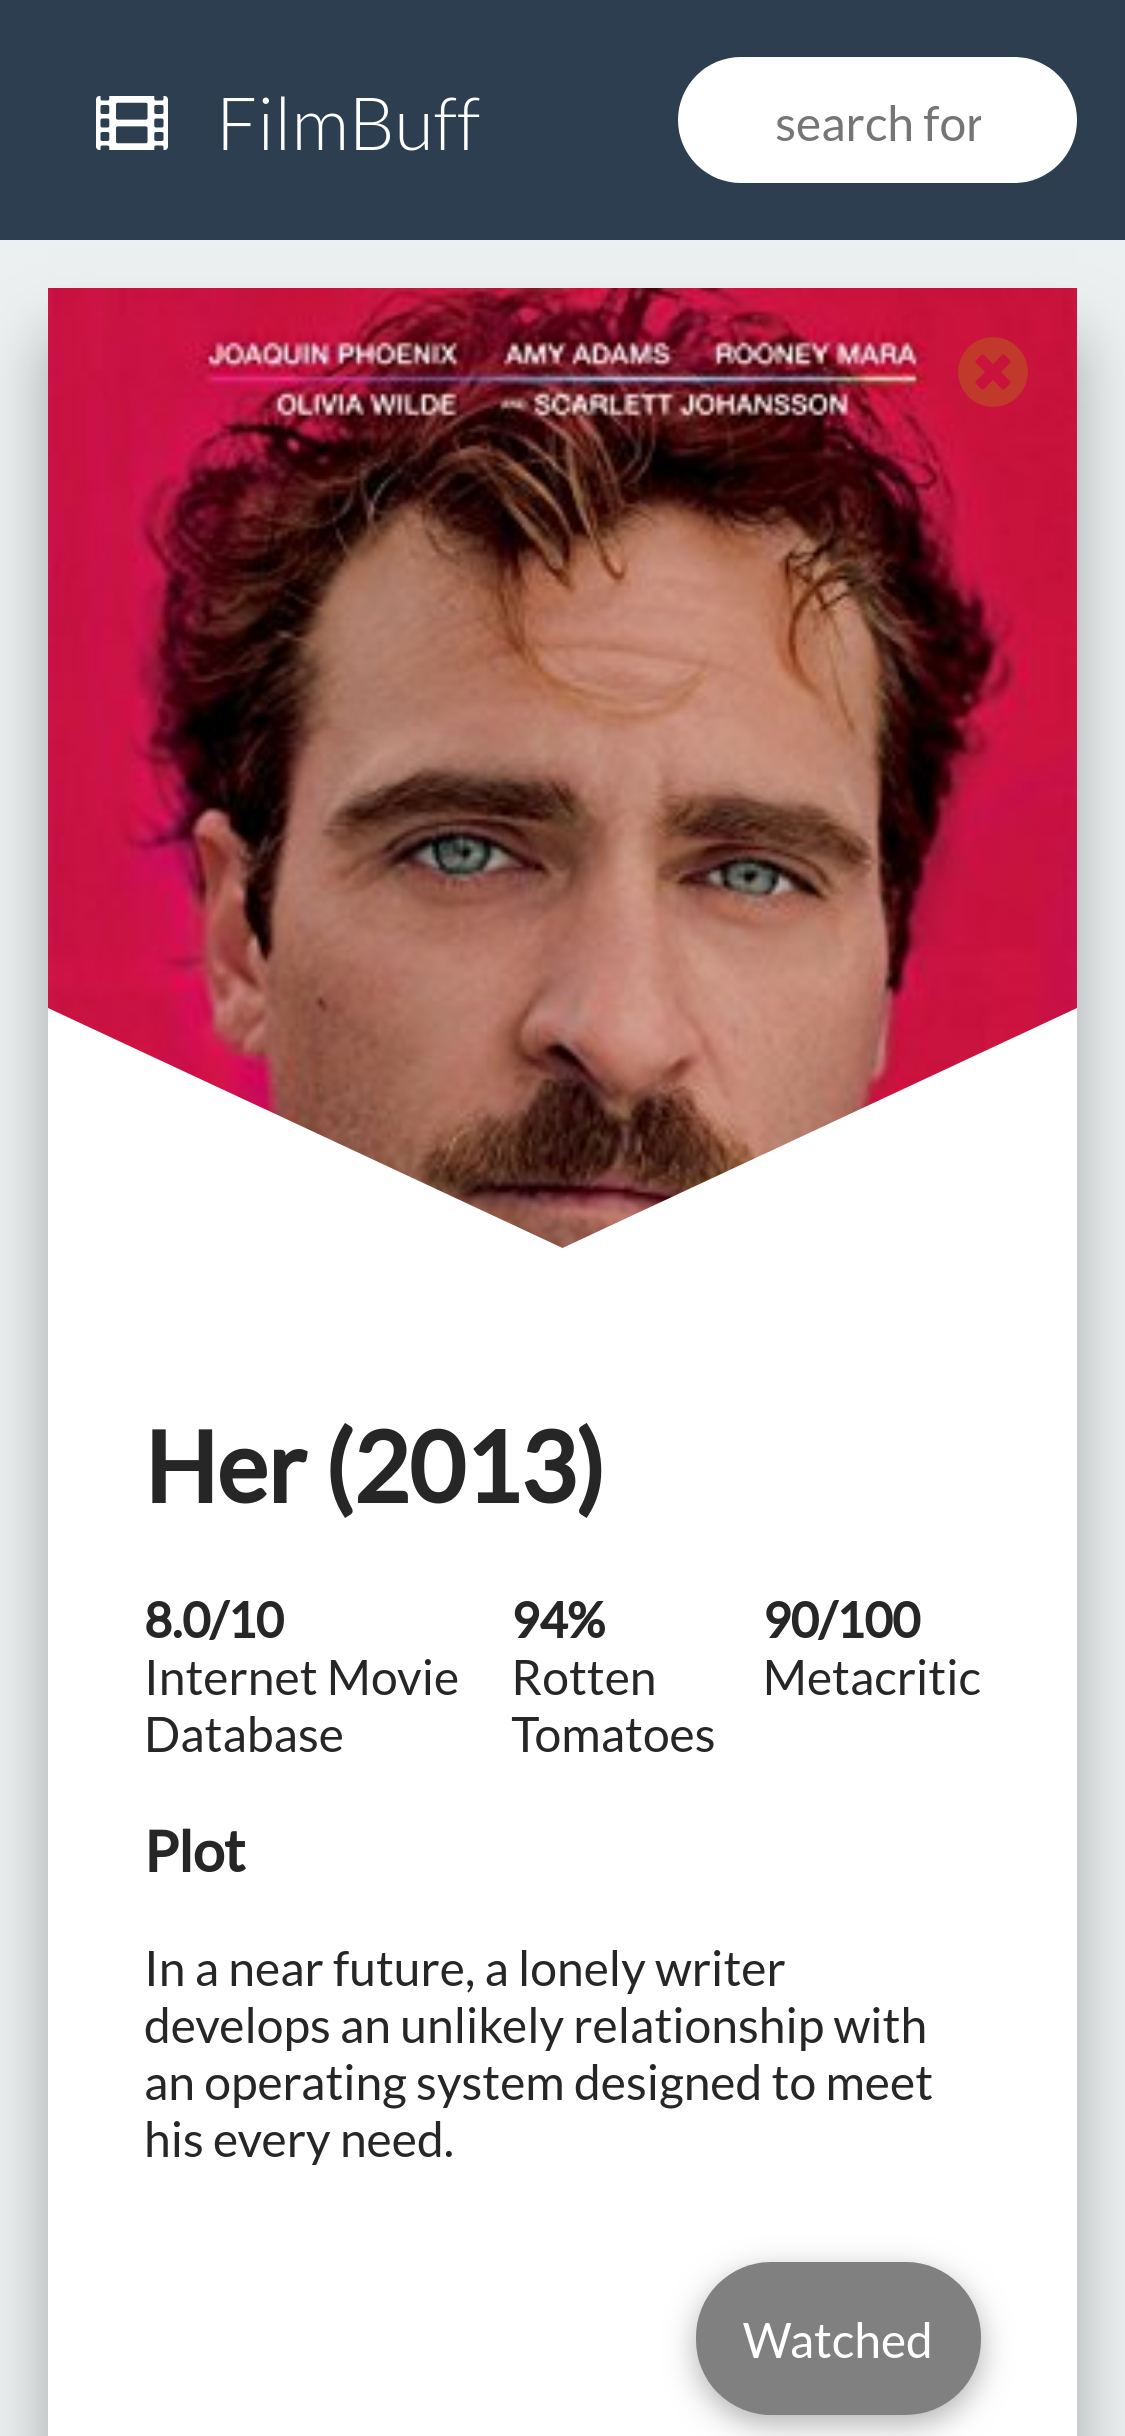 FilmBuff
search for
JOAQUIN PHOENIX AMY ADAMS ROONEY MARA
OLIVIA WILDE SCARLETT JOHANSSON
Her (2013)
8.0/10
Internet Movie
Database
94%
Rotten
Tomatoes
90/100
Metacritic
Plot
In a near future, a lonely writer
develops an unlikely relationship with
an operating system designed to meet
his every need.
Watched